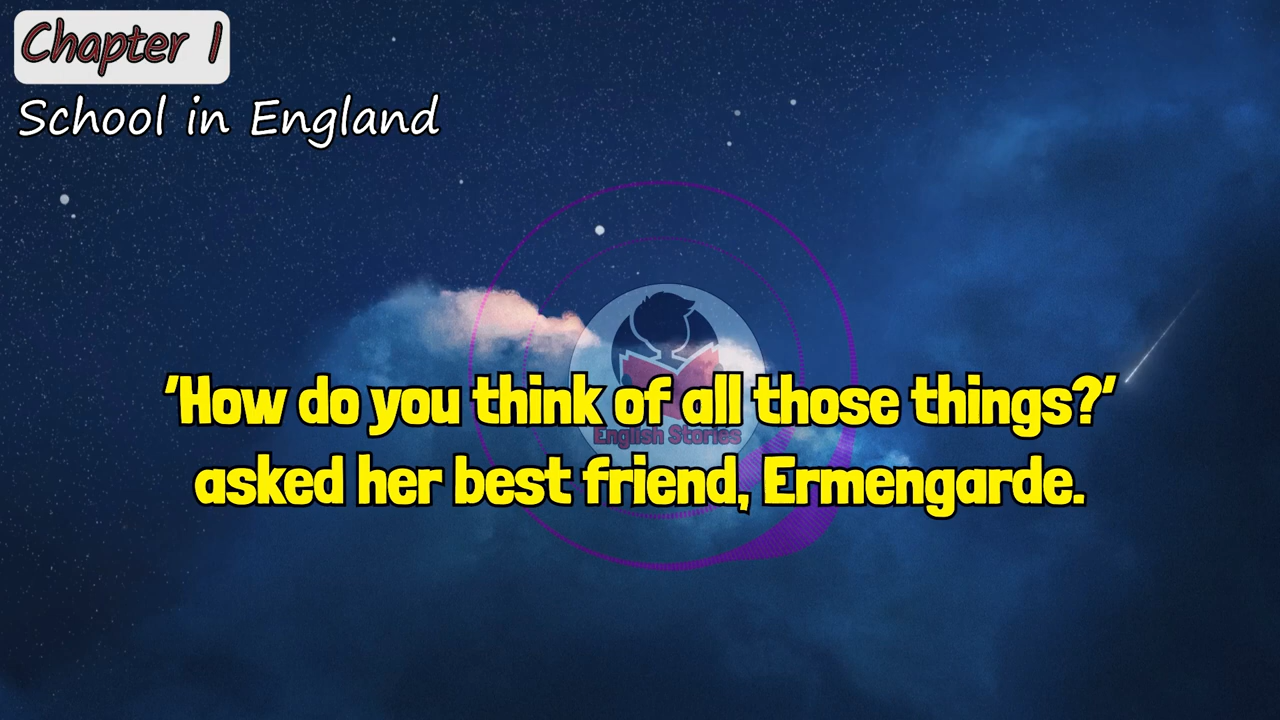 Chapter 1
School in England
‘How do you think of all those things?’
English Stories
asked her best friend, Ermengarde.